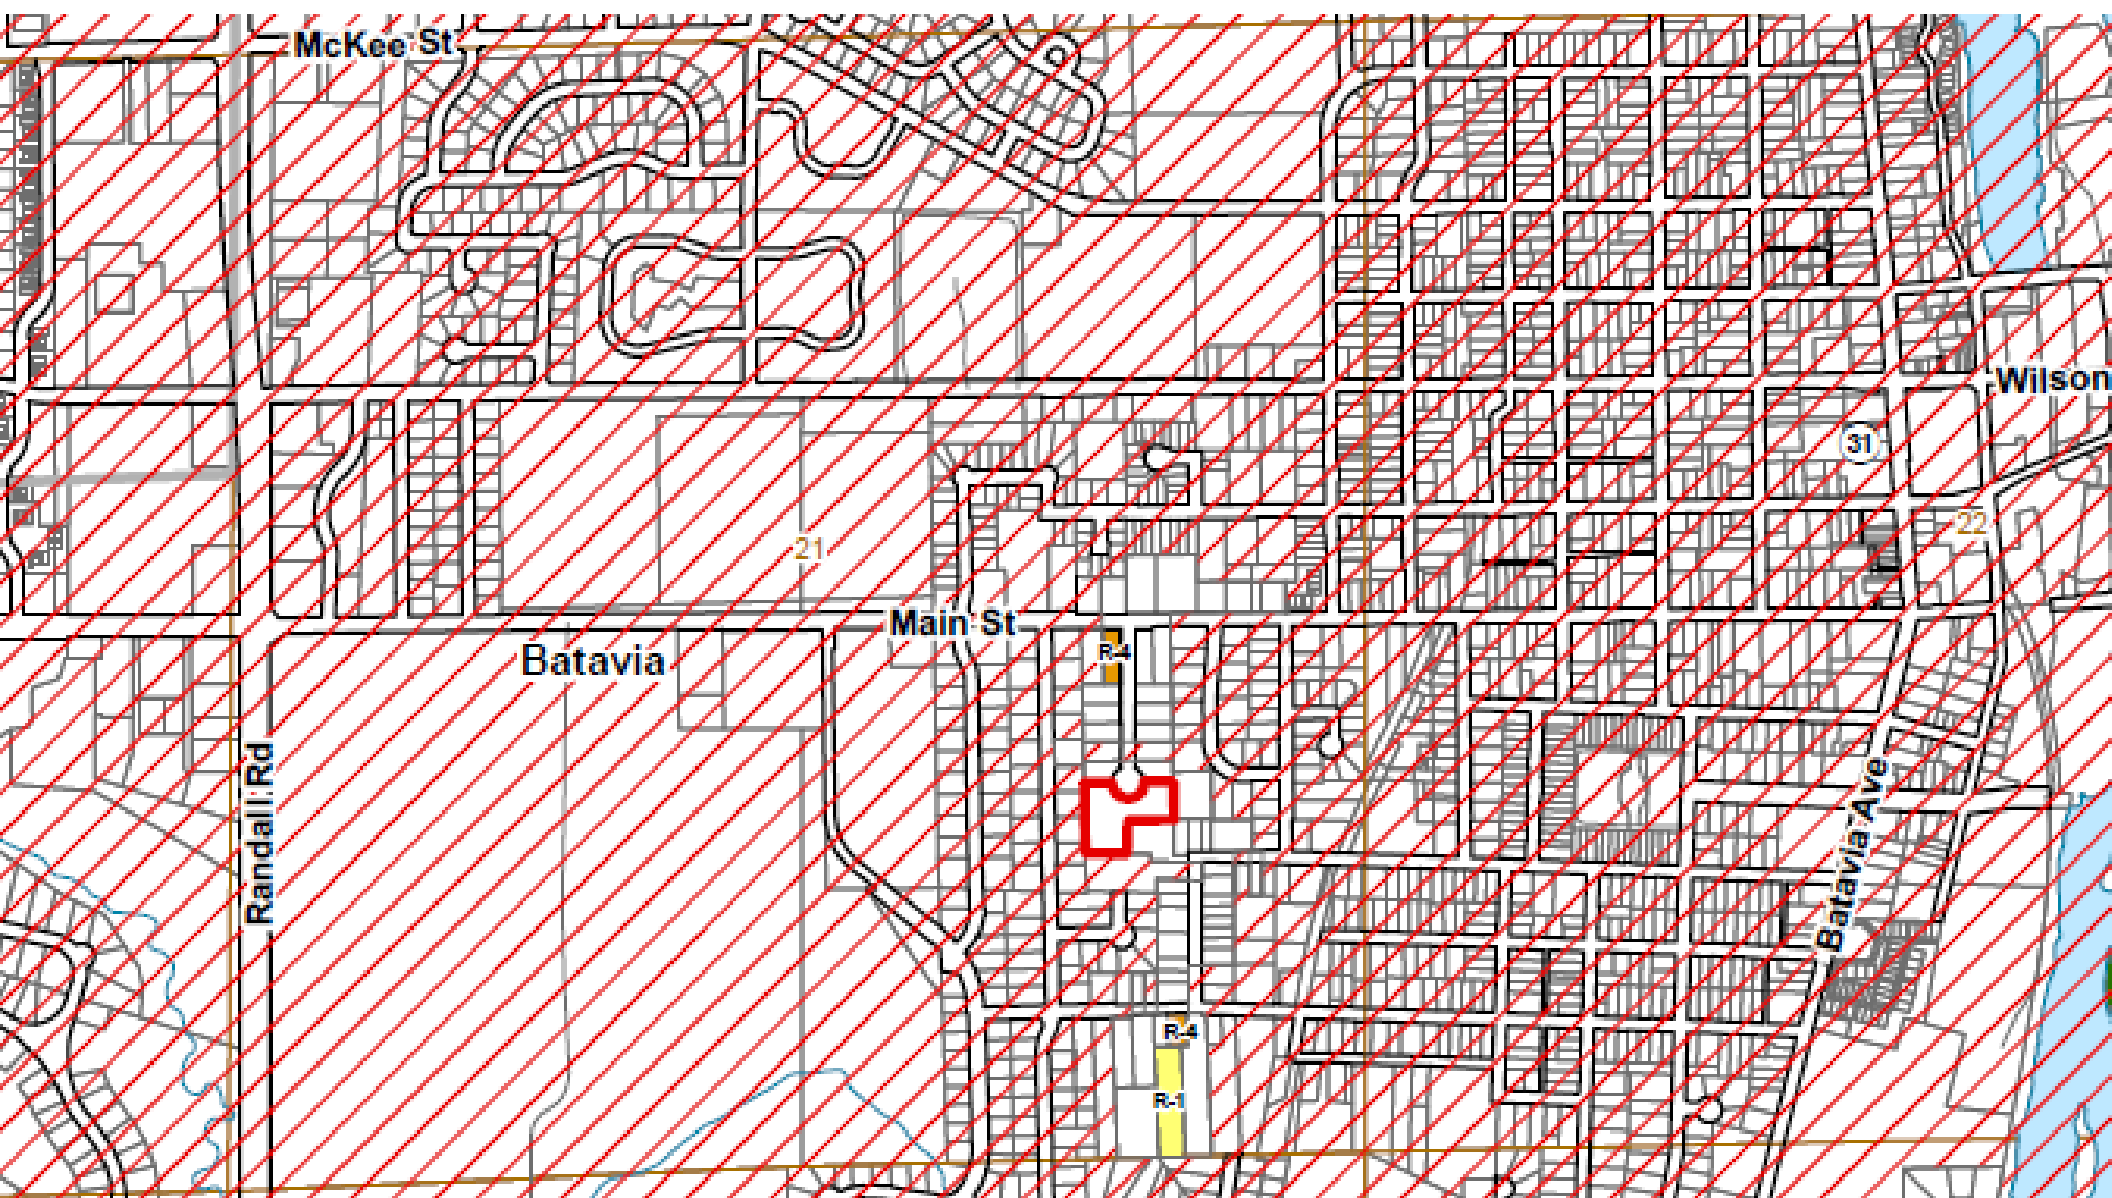 McKee St
Wilson
31
22
21
Main St
R-4
Batavia
Randall Rd
Batavia Ave
R-4
R-1